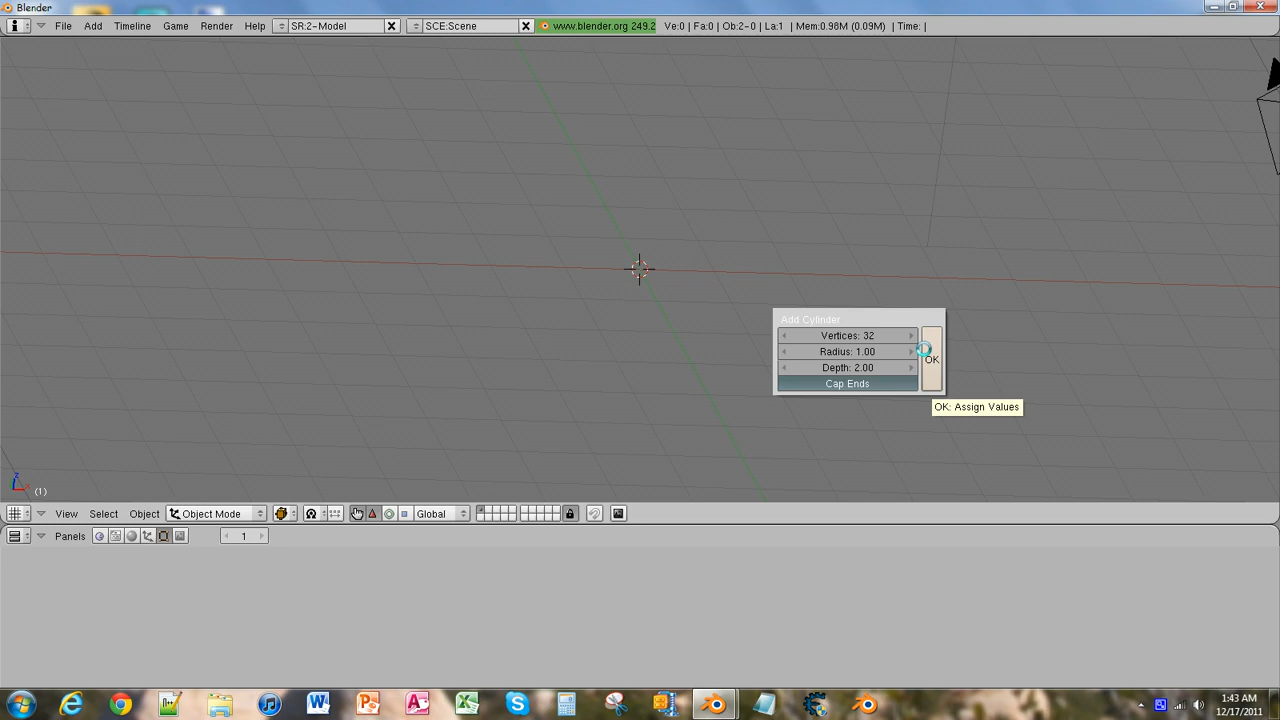 Blender
File Add Timeline Game Render Help SR:2-Model SCE:Scene www.blender.org 249.2 Ve:0 | Fa:0 | Ob:2-0 | La:1 | Mem:0.98M (0.09M) | Time: |
Add Cylinder
Vertices: 32
Radius: 1.00
OK
Depth: 2.00
Cap Ends
OK: Assign Values
Z
X
(1)
View Select Object Object Mode Global
Panels 1
1:43 AM
12/17/2011